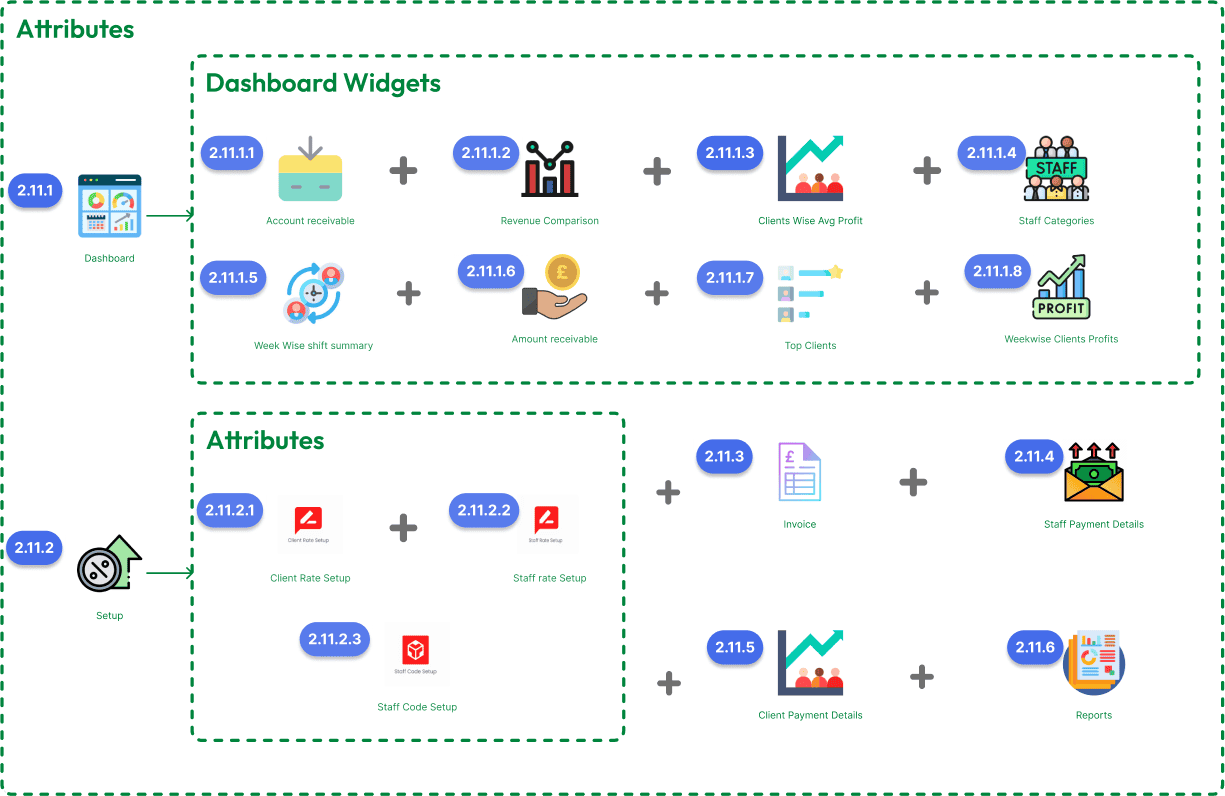 Attributes
Dashboard Widgets
2.11.1
Dashboard
2.11.1.1
Account receivable
2.11.1.2
Revenue Comparison
2.11.1.3
Clients Wise Avg Profit
2.11.1.4
STAFF
Staff Categories
2.11.1.5
Week Wise shift summary
2.11.1.6
£
Amount receivable
2.11.1.7
Top Clients
2.11.1.8
PROFIT
Weekwise Clients Profits
2.11.2
Setup
Attributes
2.11.2.1
Client Rate Setup
Client Rate Setup
2.11.2.2
Staff Rate Setup
Staff rate Setup
2.11.2.3
Staff Code Setup
Staff Code Setup
2.11.3
£
Invoice
2.11.4
Staff Payment Details
2.11.5
Client Payment Details
2.11.6
Reports